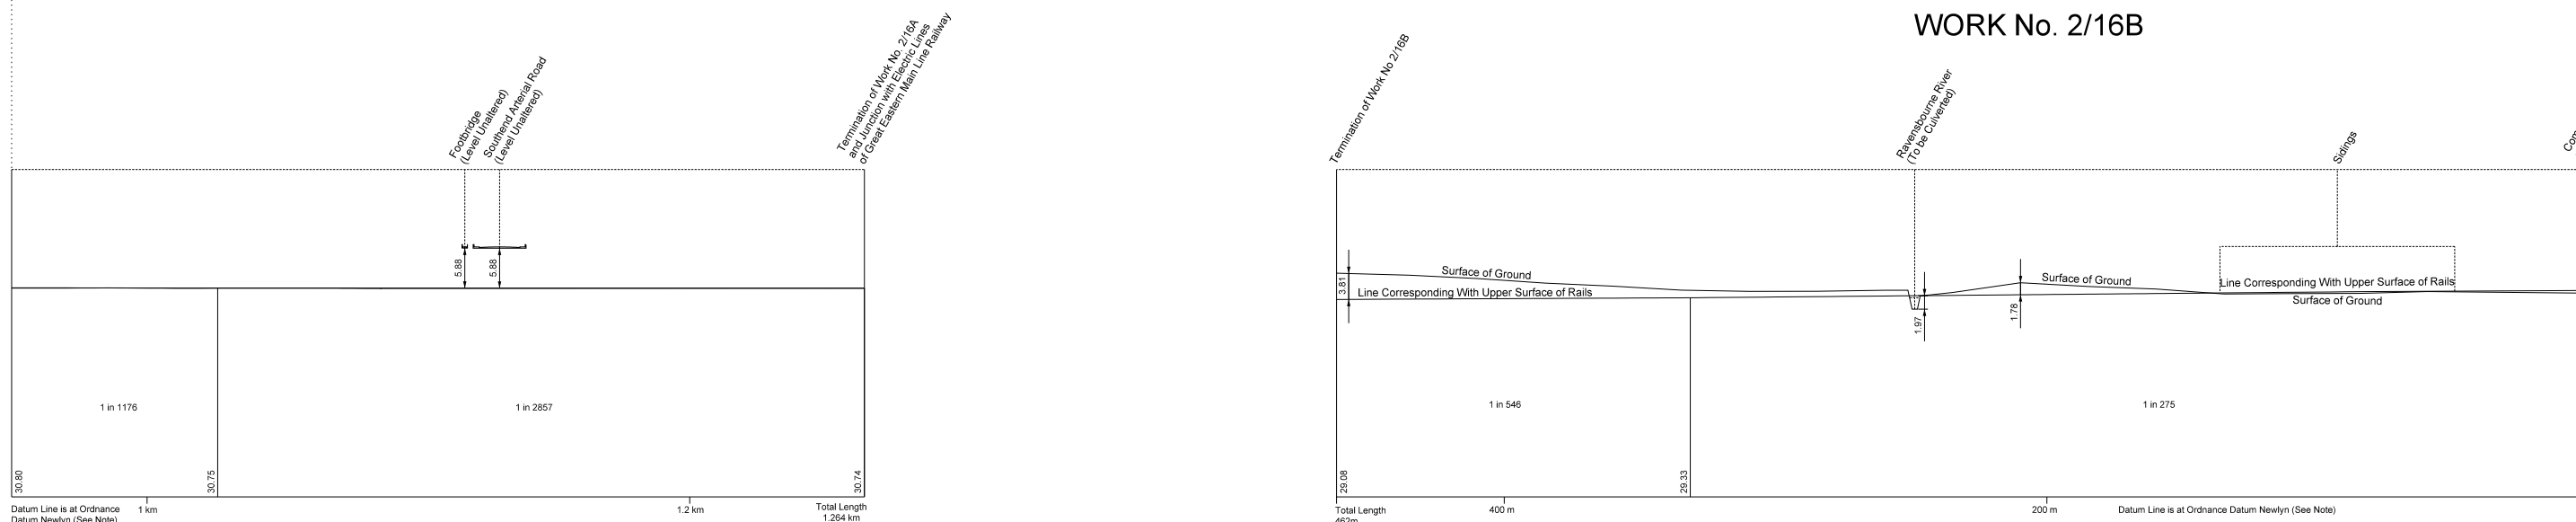 WORK No. 2/16B
Footbridge
(Level Unaltered)
Southend Arterial Road
(Level Unaltered)
Termination of Work No. 2/16A
and Junction with Electric Lines
of Great Eastern Main Line Railway
5.88
5.88
1 in 1176
1 in 2857
30.80
30.75
30.74
Datum Line is at Ordnance
Datum Newlyn (See Note)
1 km
1.2 km
Total Length
1.264 km
Termination of Work No 2/16B
Ravensbourne River
(To be Culverted)
Sidings
3.81
Surface of Ground
Line Corresponding With Upper Surface of Rails
1.97
1.78
Surface of Ground
Line Corresponding With Upper Surface of Rails
Surface of Ground
1 in 546
1 in 275
29.08
29.33
Total Length
462m
400 m
200 m
Datum Line is at Ordnance Datum Newlyn (See Note)